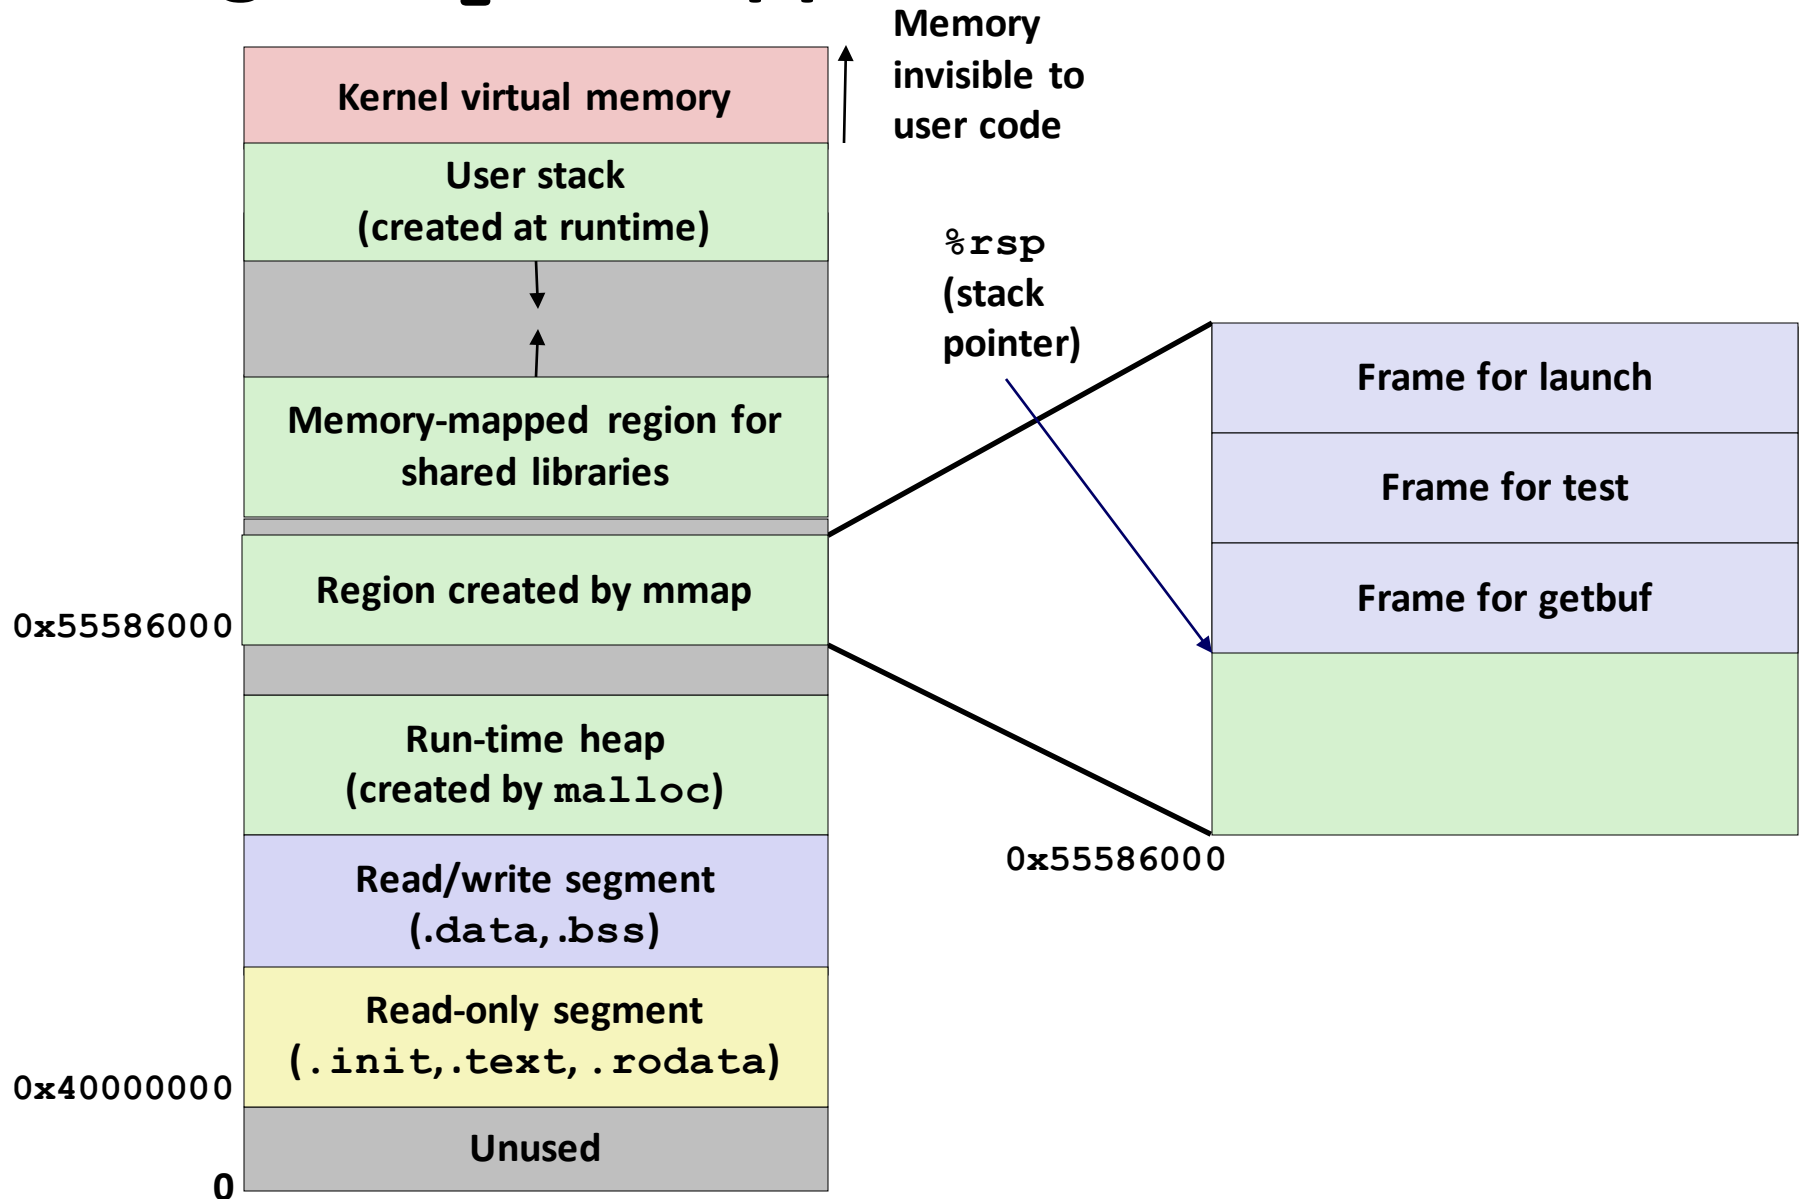 Memory
invisible to
user code
Kernel virtual memory
User stack
(created at runtime)
%rsp
(stack
pointer)
Memory-mapped region for
shared libraries
Region created by mmap
0x55586000
Run-time heap
(created by malloc)
Read/write segment
(.data, .bss)
Read-only segment
(.init, .text, .rodata)
0x40000000
Unused
0
Frame for launch
Frame for test
Frame for getbuf
0x55586000